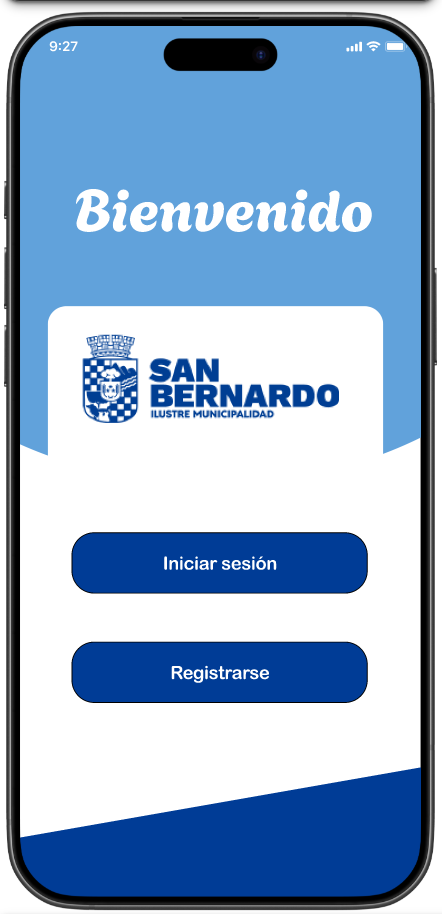 9:27
Bienvenido
SAN
BERNARDO
ILUSTRE MUNICIPALIDAD
Iniciar sesión
Registrarse